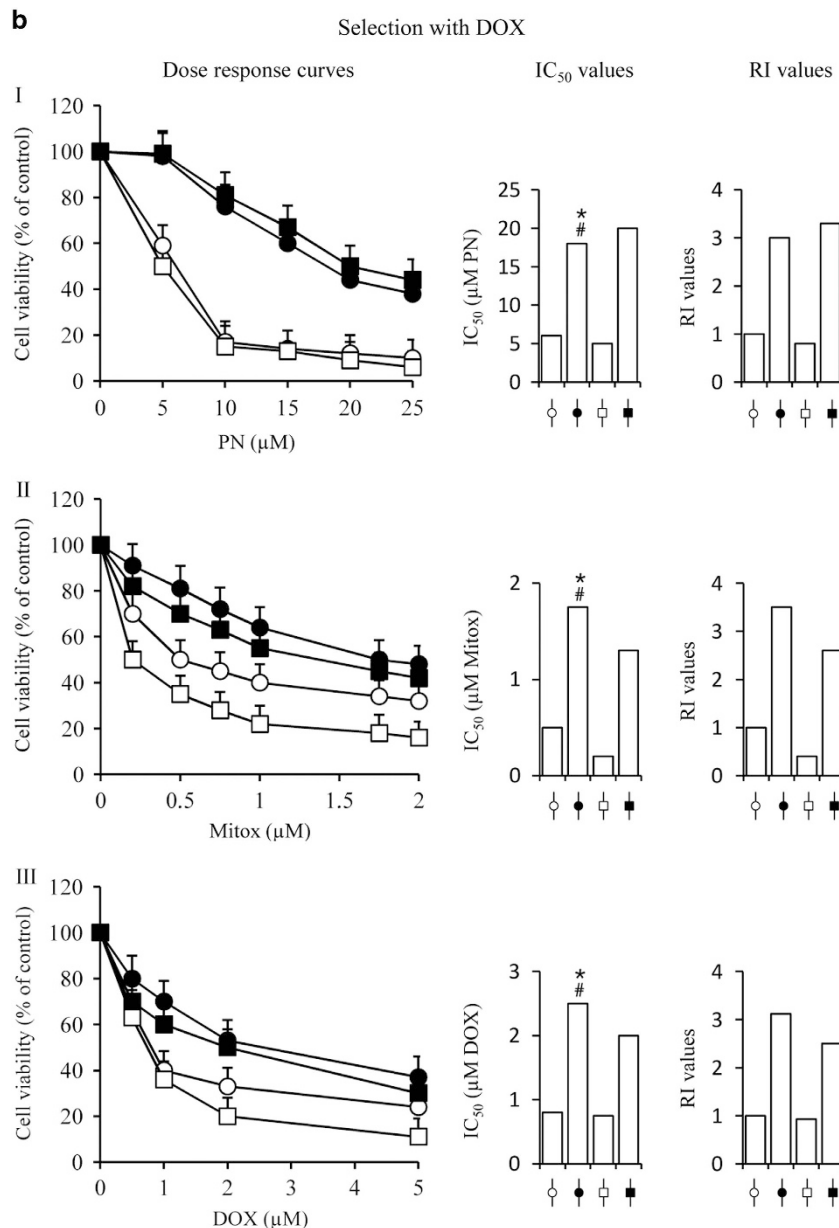 b
Selection with DOX
Dose response curves
IC50 values
RI values
I
Cell viability (% of control)
120
100
80
60
40
20
0
0 5 10 15 20 25
PN (µM)
IC50 (µM PN)
25
20
15
10
5
0
*
#
RI values
4
3
2
1
0
II
Cell viability (% of control)
120
100
80
60
40
20
0
0 0.5 1 1.5 2
Mitox (µM)
IC50 (µM Mitox)
2
1
0
*
#
RI values
4
3
2
1
0
III
Cell viability (% of control)
120
100
80
60
40
20
0
0 1 2 3 4 5
DOX (µM)
IC50 (µM DOX)
3
2
1
0
*
#
RI values
4
3
2
1
0